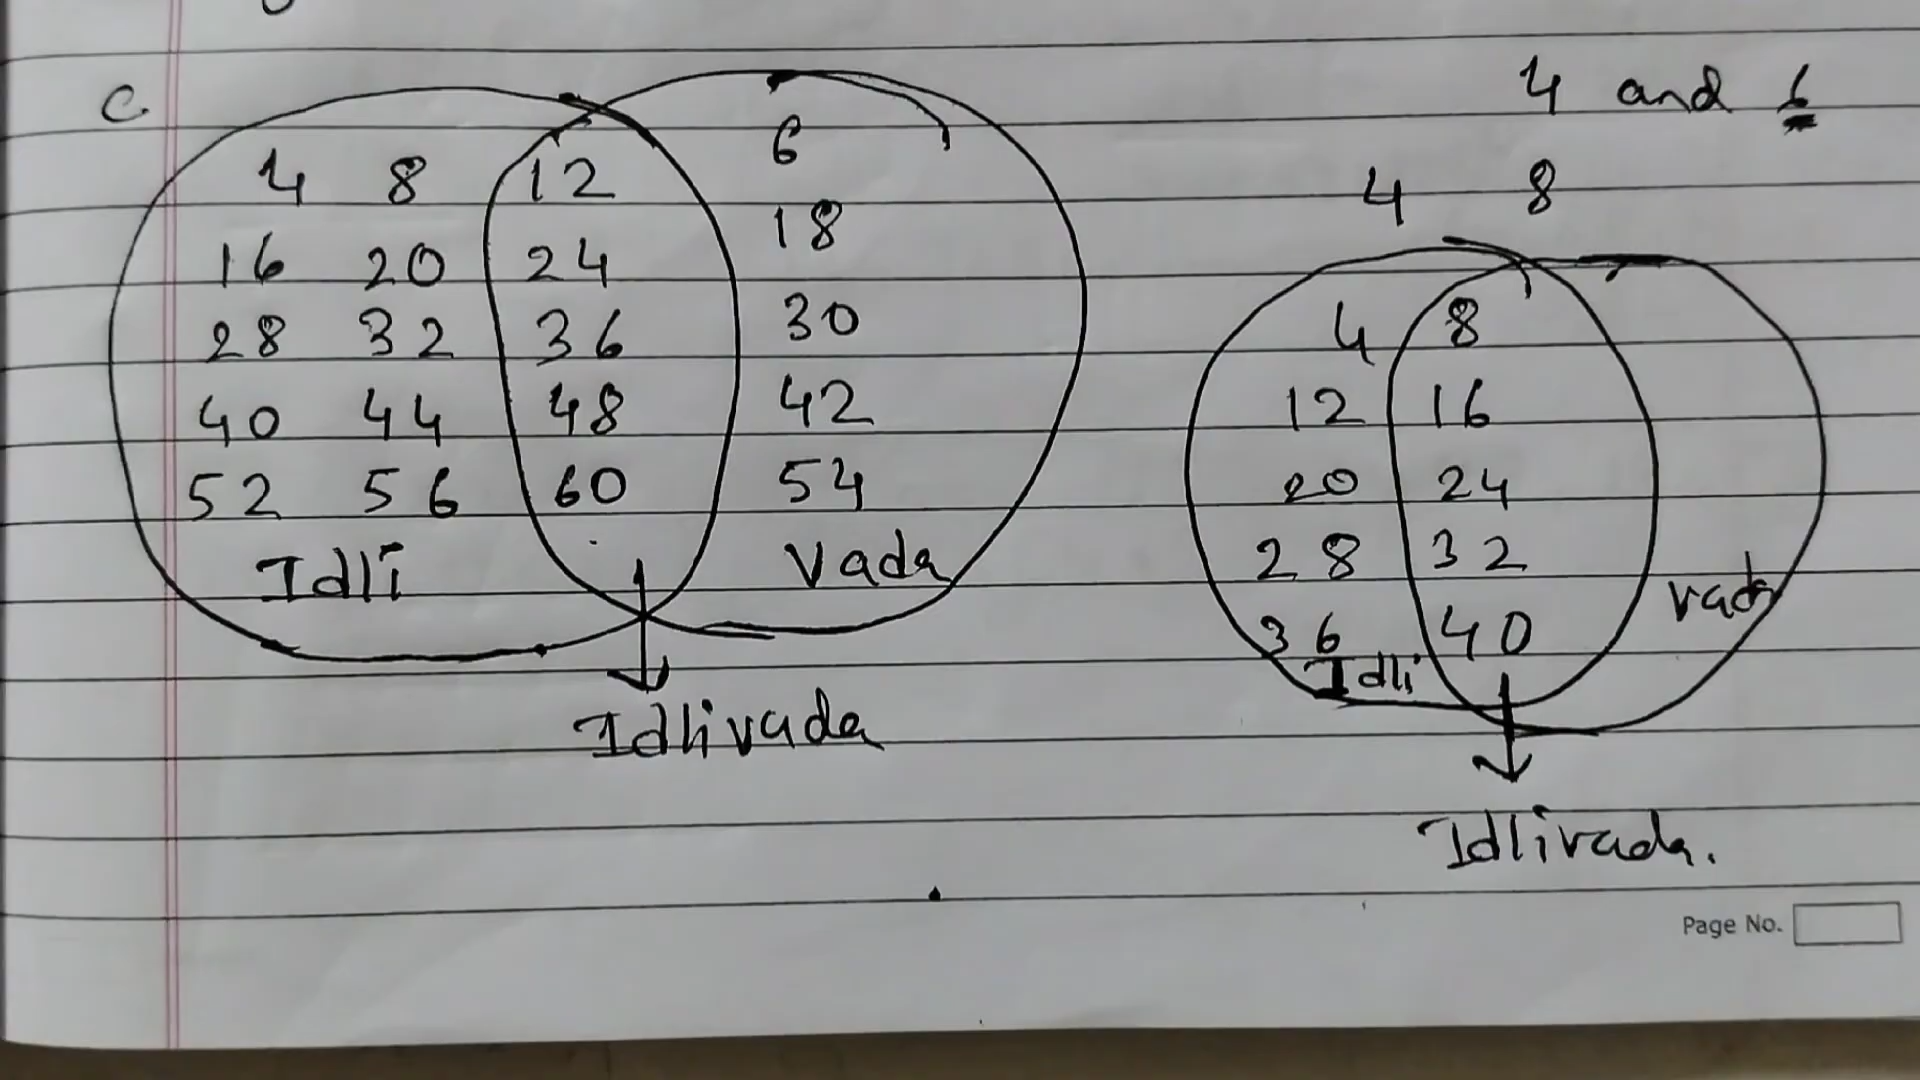 4 and 6
c.
4 8 12 6
16 20 24 18
28 32 36 30
40 44 48 42
52 56 60 54
Idli Vada
Idlivada
4 8
4 8
12 16
20 24
28 32
36 40
Idli vada
Idlivada.
Page No.